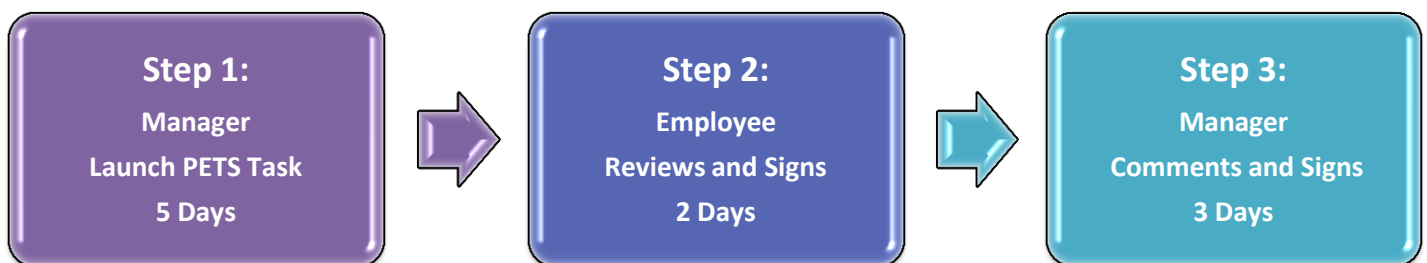 Step 1:
Manager
Launch PETS Task
5 Days
Step 2:
Employee
Reviews and Signs
2 Days
Step 3:
Manager
Comments and Signs
3 Days